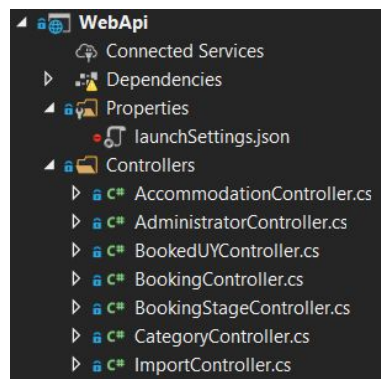 WebApi
Connected Services
Dependencies
Properties
launchSettings.json
Controllers
C# AccommodationController.cs
C# AdministratorController.cs
C# BookedUYController.cs
C# BookingController.cs
C# BookingStageController.cs
C# CategoryController.cs
C# ImportController.cs